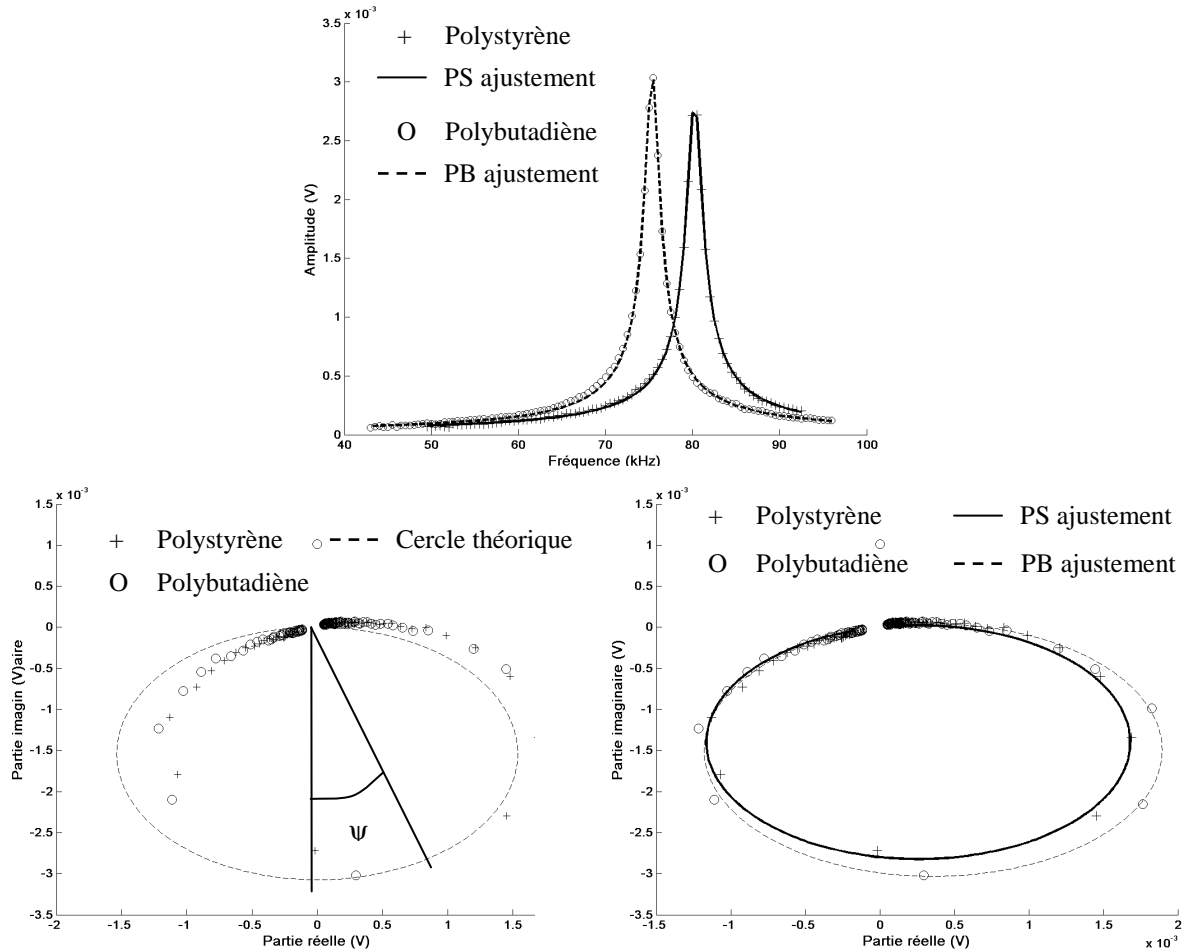 x 10⁻³
3.5
3
2.5
2
1.5
1
0.5
0
Amplitude (V)
+ Polystyrène
PS ajustement
O Polybutadiène
PB ajustement
40 50 60 70 80 90 100
Fréquence (kHz)
x 10⁻³
1.5
1
0.5
0
-0.5
-1
-1.5
-2
-2.5
-3
-3.5
Partie imagin (V)aire
+ Polystyrène
Cercle théorique
O Polybutadiène
Ψ
-2 -1.5 -1 -0.5 0 0.5 1 1.5
Partie réelle (V)
x 10⁻³
1.5
1
0.5
0
-0.5
-1
-1.5
-2
-2.5
-3
-3.5
Partie imaginaire (V)
+ Polystyrène
PS ajustement
O Polybutadiène
PB ajustement
-1.5 -1 -0.5 0 0.5 1 1.5 2
Partie réelle (V)
x 10⁻³